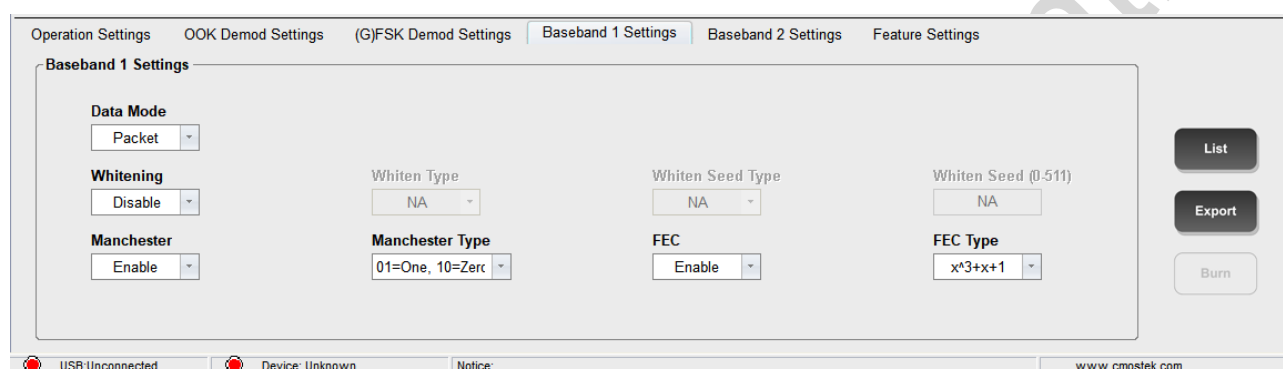 Operation Settings OOK Demod Settings (G)FSK Demod Settings Baseband 1 Settings Baseband 2 Settings Feature Settings
Baseband 1 Settings
Data Mode
Packet
List
Whitening Whiten Type Whiten Seed Type Whiten Seed (0-511)
Disable NA NA NA
Export
Manchester Manchester Type FEC FEC Type
Enable 01=One, 10=Zerc Enable x^3+x+1
Burn
USB:Unconnected Device: Unknown Notice: www.cmostek.com